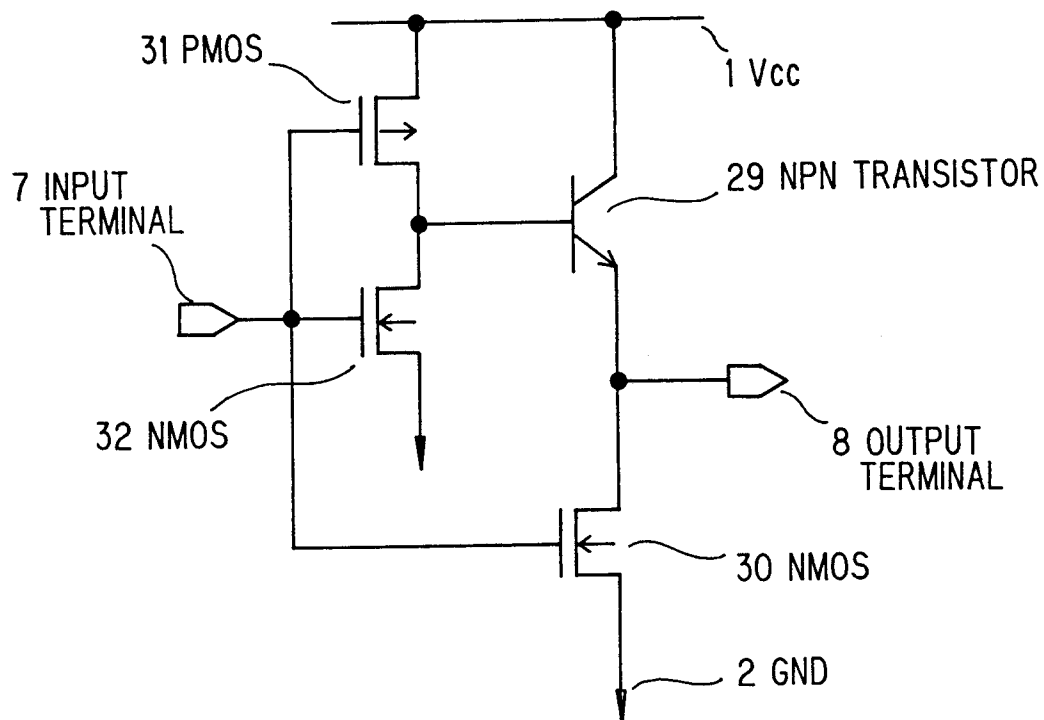 31 PMOS
1 Vcc
7 INPUT
TERMINAL
29 NPN TRANSISTOR
32 NMOS
8 OUTPUT
TERMINAL
30 NMOS
2 GND